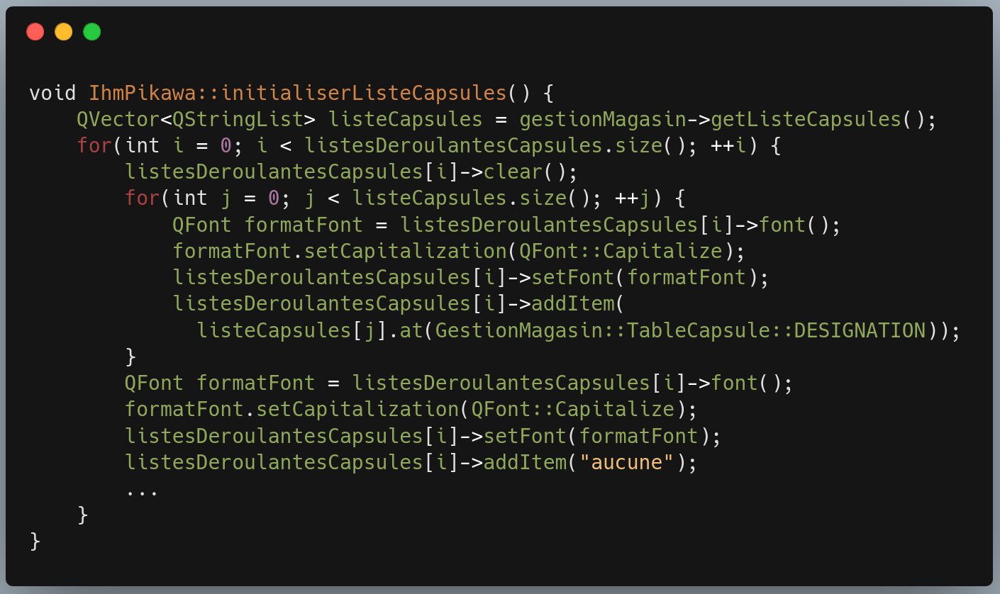 void IhmPikawa::initialiserListeCapsules() {
    QVector<QStringList> listeCapsules = gestionMagasin->getListeCapsules();
    for(int i = 0; i < listesDeroulantesCapsules.size(); ++i) {
        listesDeroulantesCapsules[i]->clear();
        for(int j = 0; j < listeCapsules.size(); ++j) {
            QFont formatFont = listesDeroulantesCapsules[i]->font();
            formatFont.setCapitalization(QFont::Capitalize);
            listesDeroulantesCapsules[i]->setFont(formatFont);
            listesDeroulantesCapsules[i]->addItem(
              listeCapsules[j].at(GestionMagasin::TableCapsule::DESIGNATION));
        }
        QFont formatFont = listesDeroulantesCapsules[i]->font();
        formatFont.setCapitalization(QFont::Capitalize);
        listesDeroulantesCapsules[i]->setFont(formatFont);
        listesDeroulantesCapsules[i]->addItem("aucune");
        ...
    }
}